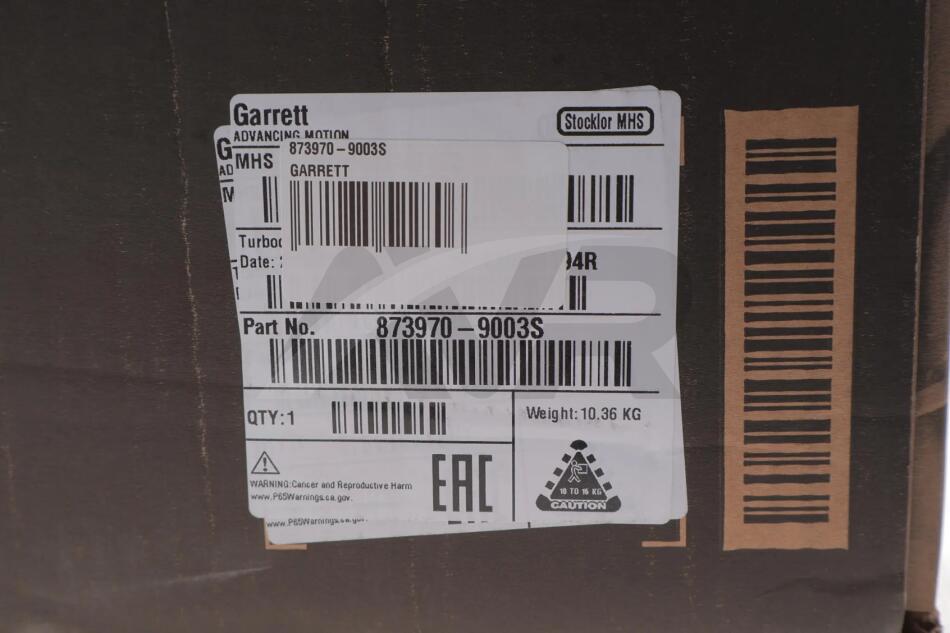 Garrett
ADVANCING MOTION
Stocklor MHS
MHS
873970-9003S
GARRETT
Date:
94R
Part No. 873970-9003S
QTY:1
Weight:10.36 KG
WARNING:Cancer and Reproductive Harm
www.P65Warnings.ca.gov.
EAC
10 TO 15 KG
CAUTION
www.P65Warnings.ca.gov.
AVR